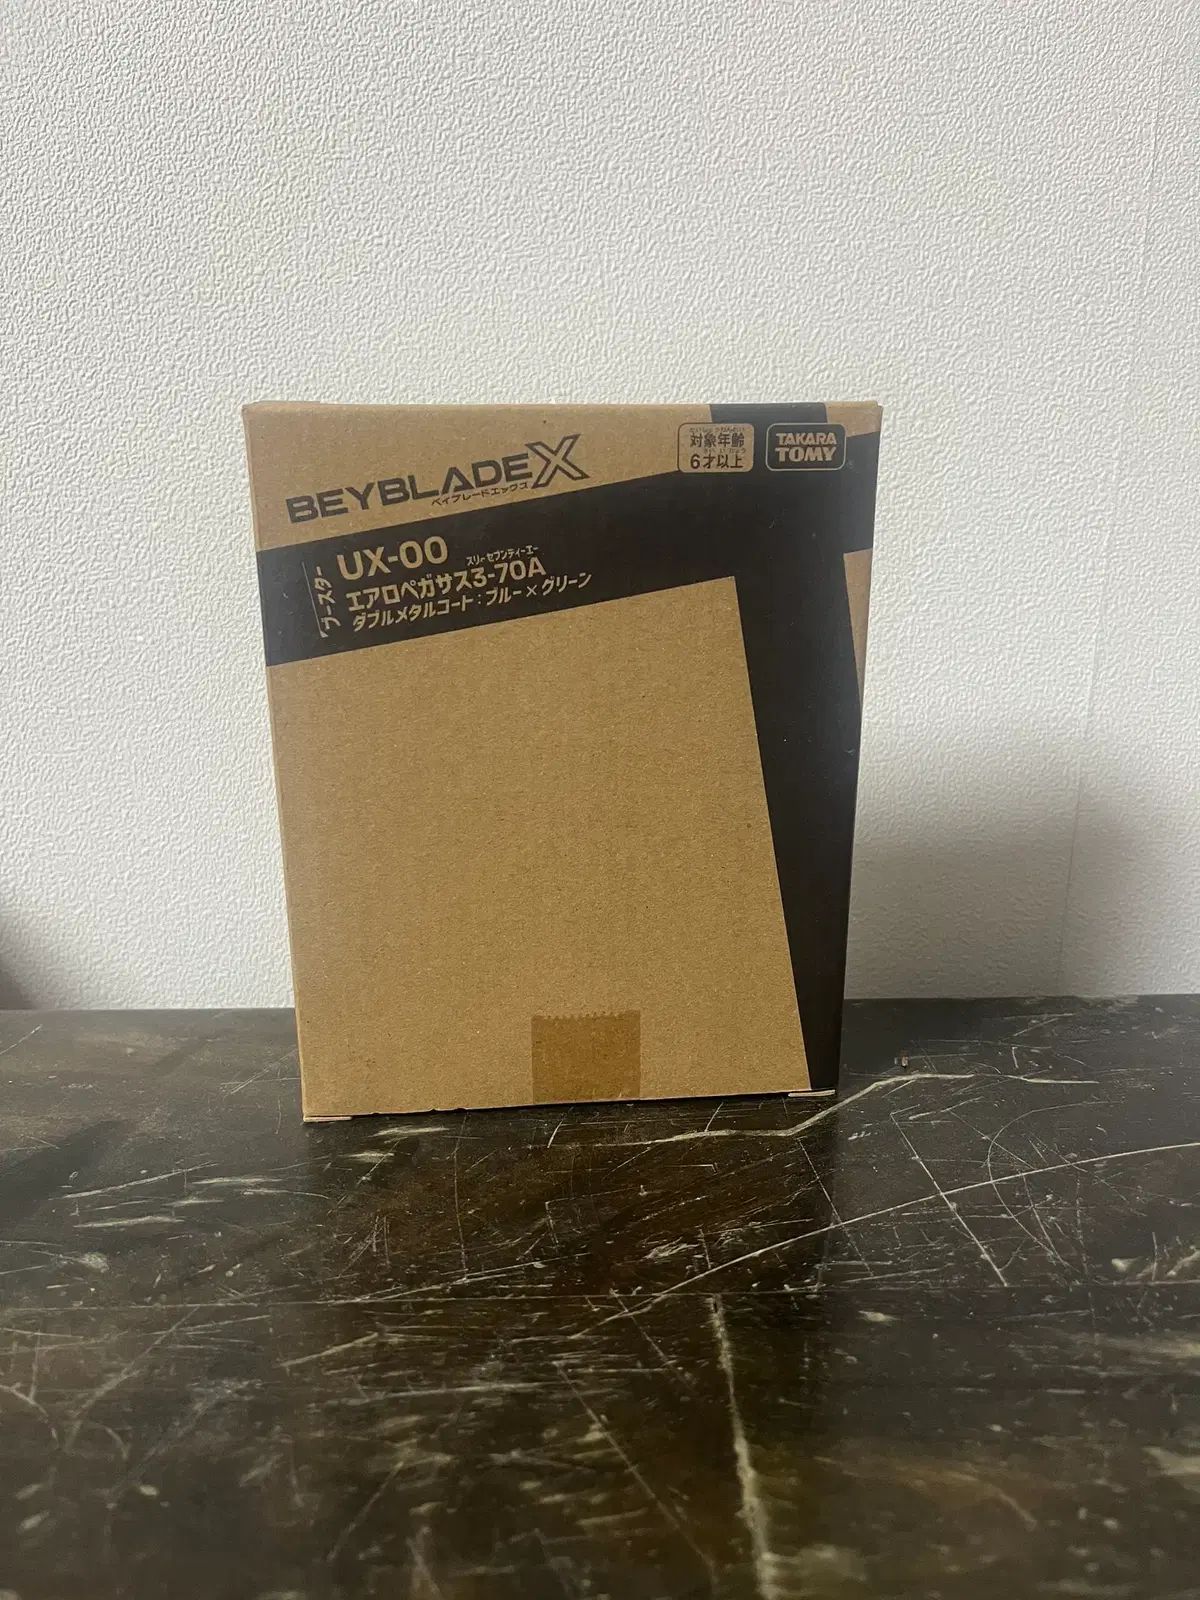 BEYBLADE X
ベイブレードエックス
対象年齢
6才以上
TAKARA
TOMY
ブースター
UX-00
スリーセブンティーエー
エアロペガサス3-70A
ダブルメタルコート:ブルー×グリーン